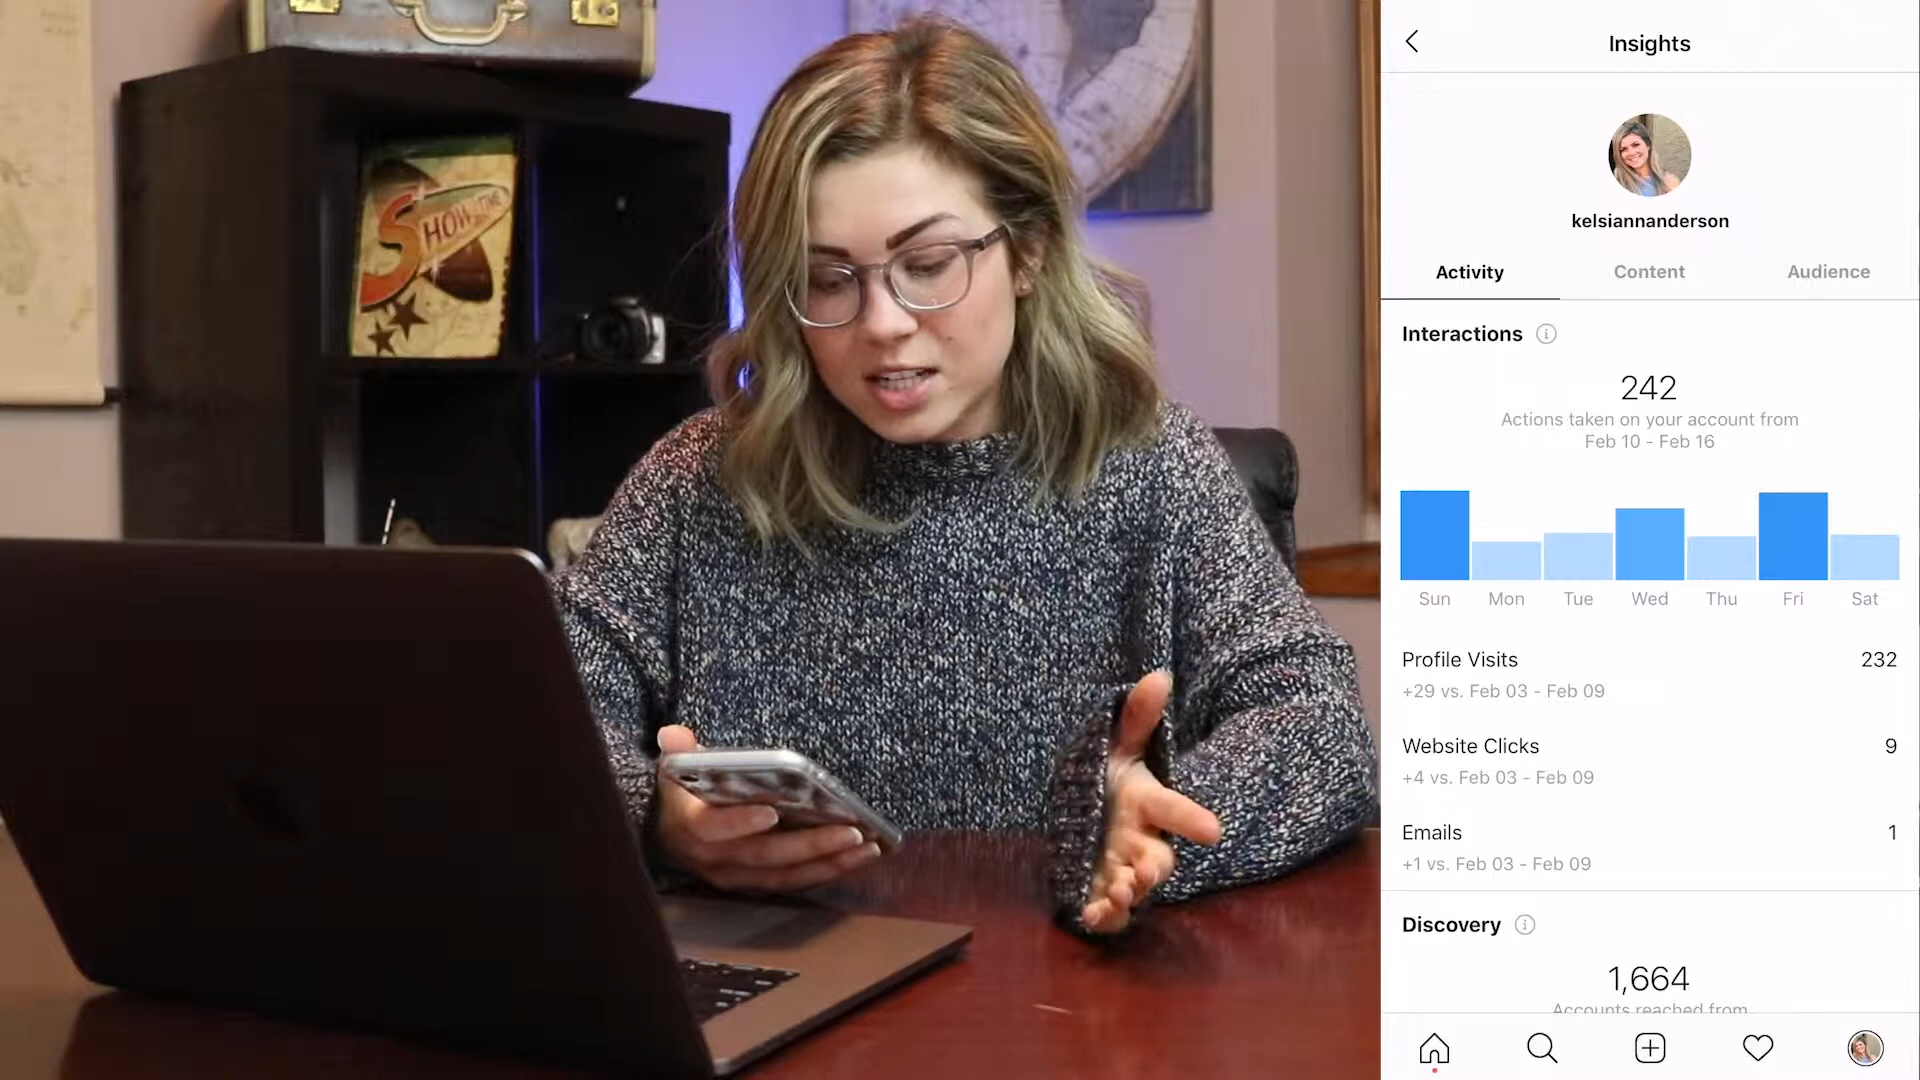 SHOWTIME
Insights
kelsiannanderson
Activity Content Audience
Interactions
242
Actions taken on your account from
Feb 10 - Feb 16
Sun Mon Tue Wed Thu Fri Sat
Profile Visits 232
+29 vs. Feb 03 - Feb 09
Website Clicks 9
+4 vs. Feb 03 - Feb 09
Emails 1
+1 vs. Feb 03 - Feb 09
Discovery
1,664
Accounts reached from